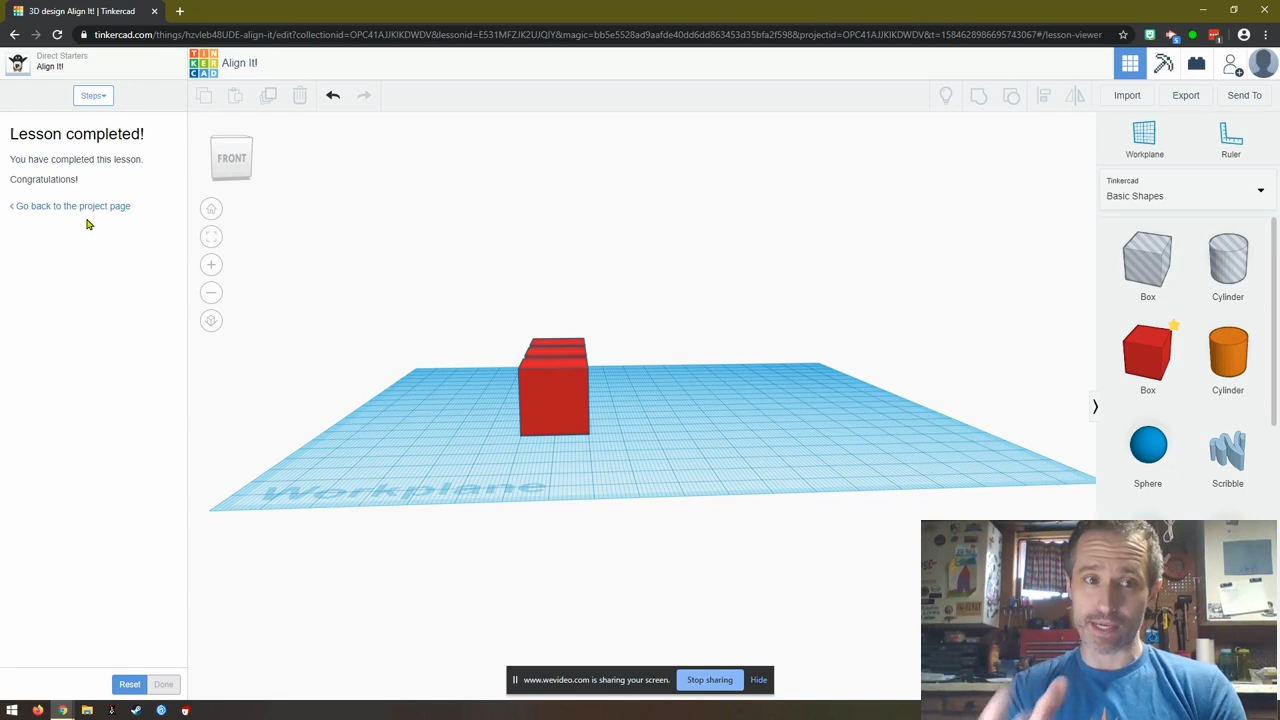 3D design Align It! | Tinkercad
tinkercad.com/things/hzvleb48UDE-align-it/edit?collectionid=OPC41AJJKIKDWDV&lessonid=E531MFZJK2UJQIY&magic=bb5e5528ad9aafde40dd6dd863453d35bfa2f598&projectid=OPC41AJJKIKDWDV&t=1584628986695743067#/lesson-viewer
Direct Starters
Align It!
TIN
KER
CAD
Align It!
Steps
Import
Export
Send To
Lesson completed!
You have completed this lesson.
Congratulations!
Go back to the project page
FRONT
Workplane
Ruler
Tinkercad
Basic Shapes
Box
Cylinder
Box
Cylinder
Sphere
Scribble
Workplane
www.wevideo.com is sharing your screen.
Stop sharing
Hide
Reset
Done